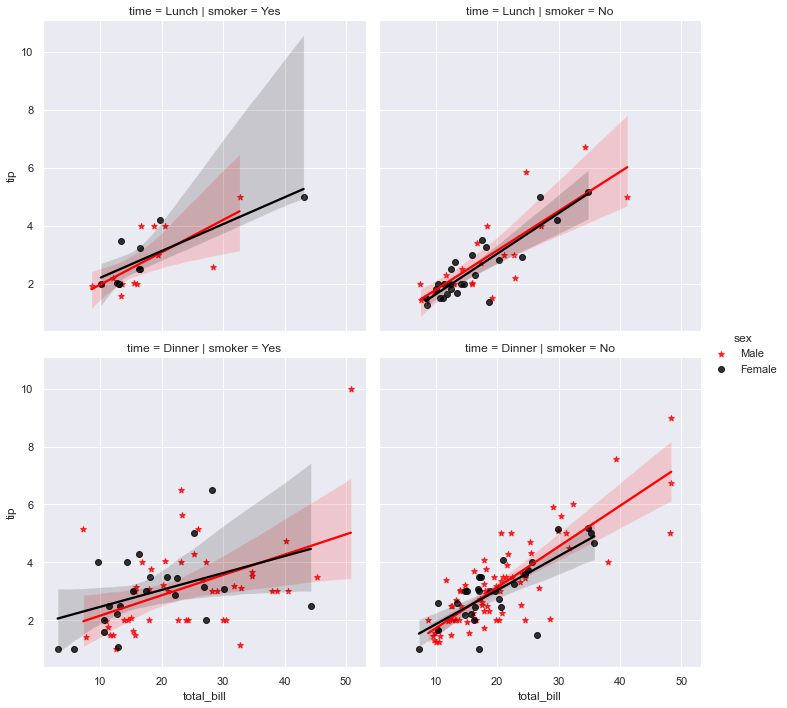 time = Lunch | smoker = Yes
time = Lunch | smoker = No
10
8
6
4
2
tip
time = Dinner | smoker = Yes
time = Dinner | smoker = No
sex
Male
Female
10
8
6
4
2
tip
10 20 30 40 50
10 20 30 40 50
total_bill
total_bill